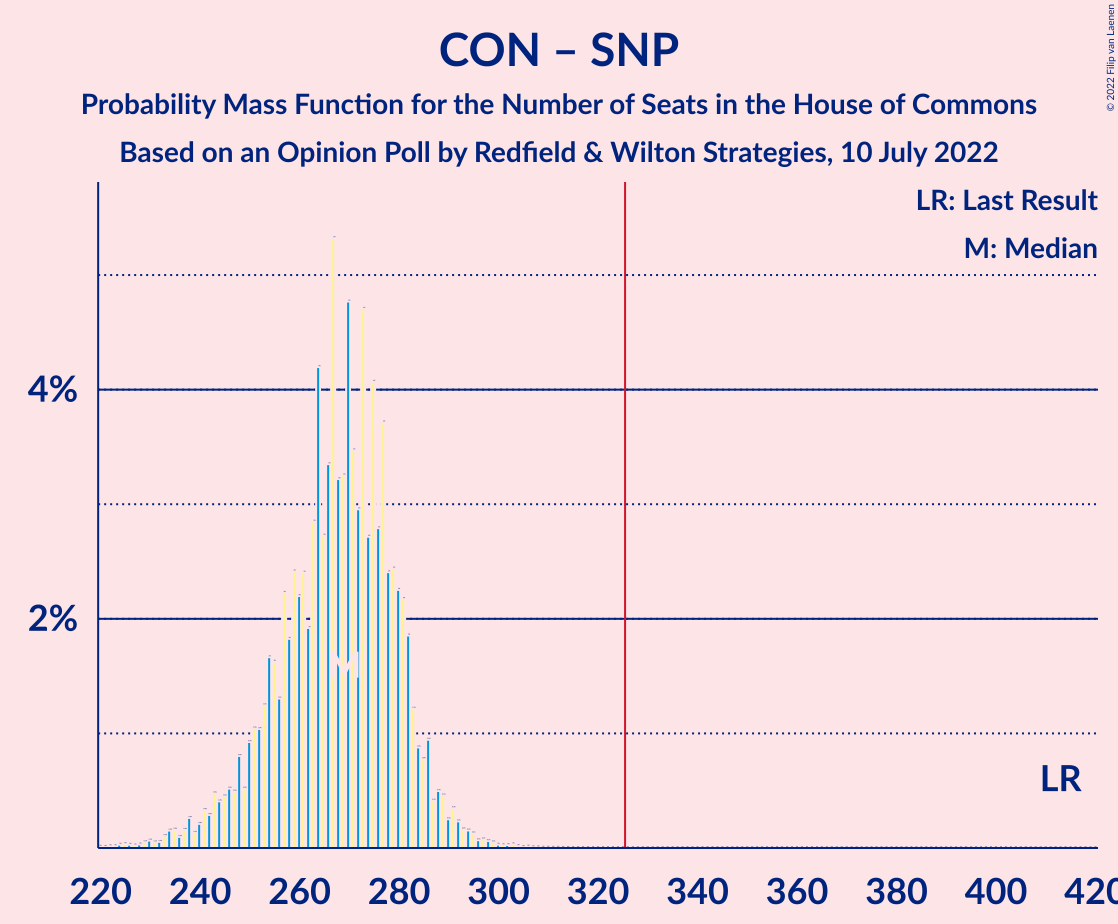 CON – SNP
Probability Mass Function for the Number of Seats in the House of Commons
Based on an Opinion Poll by Redfield & Wilton Strategies, 10 July 2022
© 2022 Filip van Laenen
LR: Last Result
M: Median
4%
2%
M
LR
220 240 260 280 300 320 340 360 380 400 420